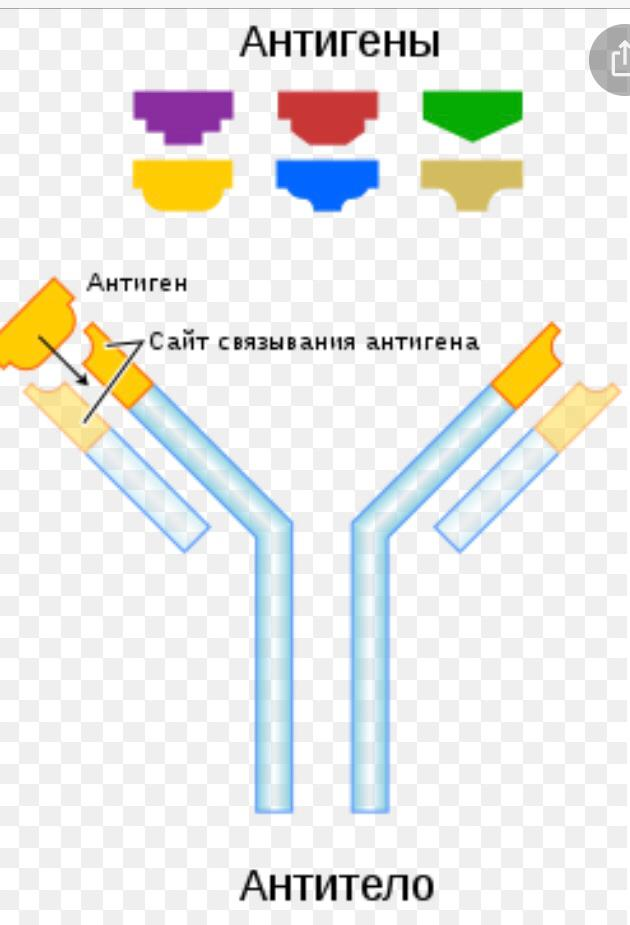 Антигены
Антиген
Сайт связывания антигена
Антитело